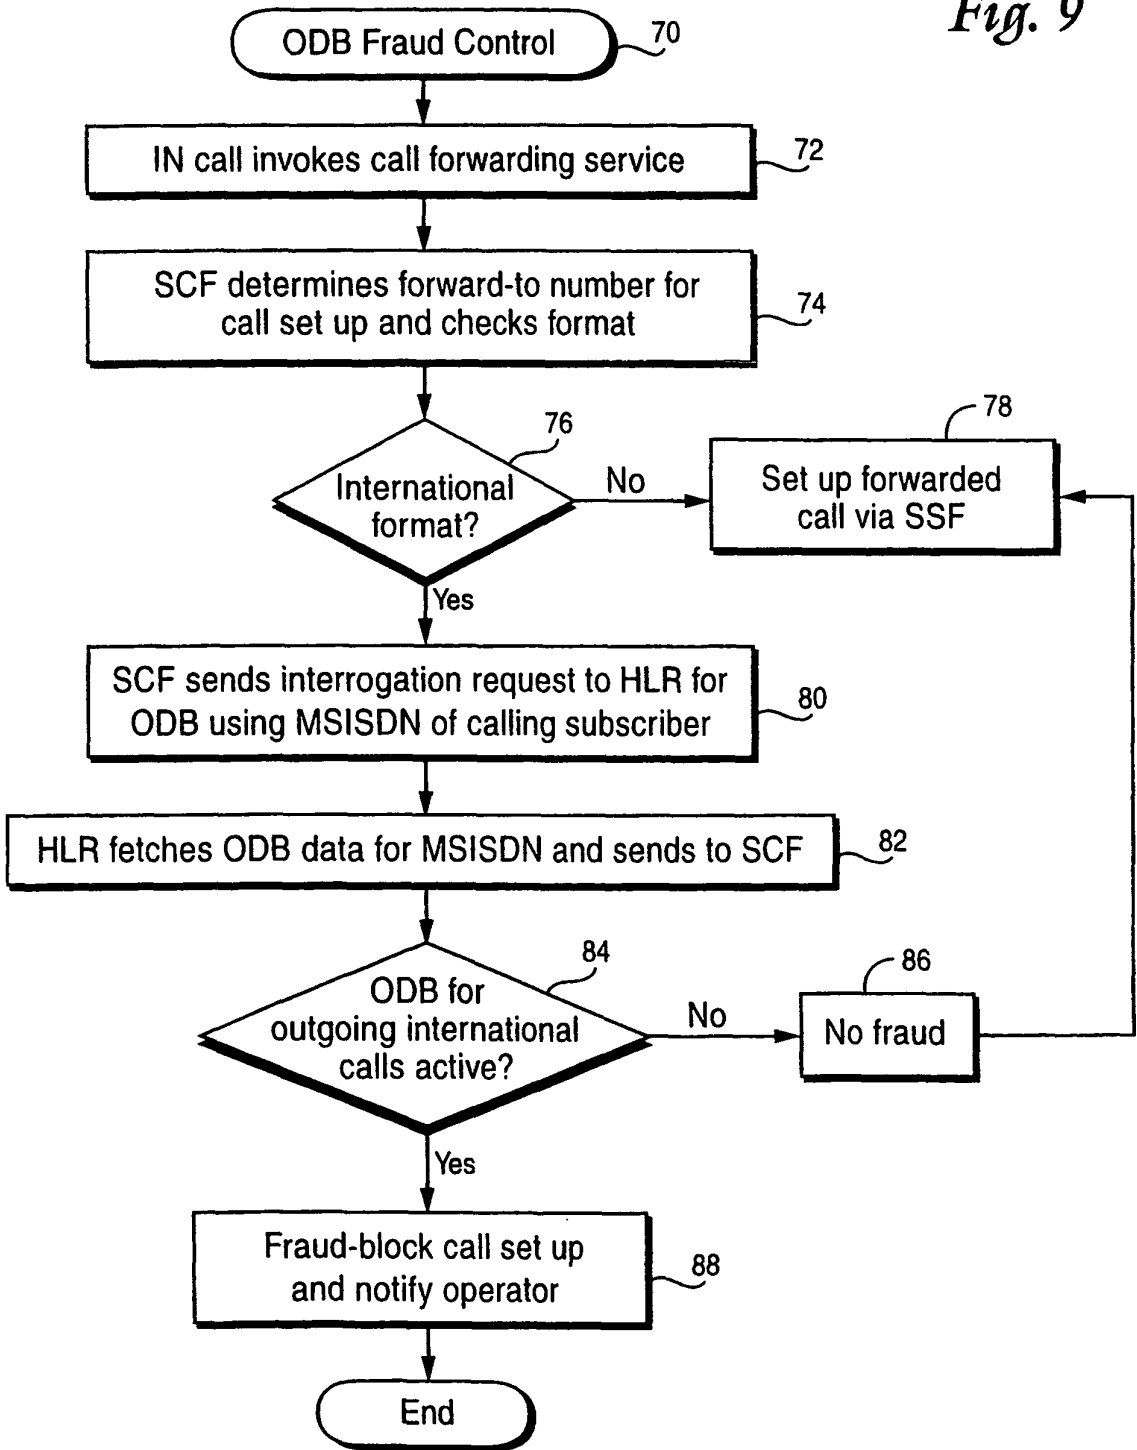 Fig. 9
ODB Fraud Control
70
IN call invokes call forwarding service
72
SCF determines forward-to number for
call set up and checks format
74
76
International
format?
No
78
Set up forwarded
call via SSF
Yes
SCF sends interrogation request to HLR for
ODB using MSISDN of calling subscriber
80
HLR fetches ODB data for MSISDN and sends to SCF
82
84
ODB for
outgoing international
calls active?
No
86
No fraud
Yes
Fraud-block call set up
and notify operator
88
End